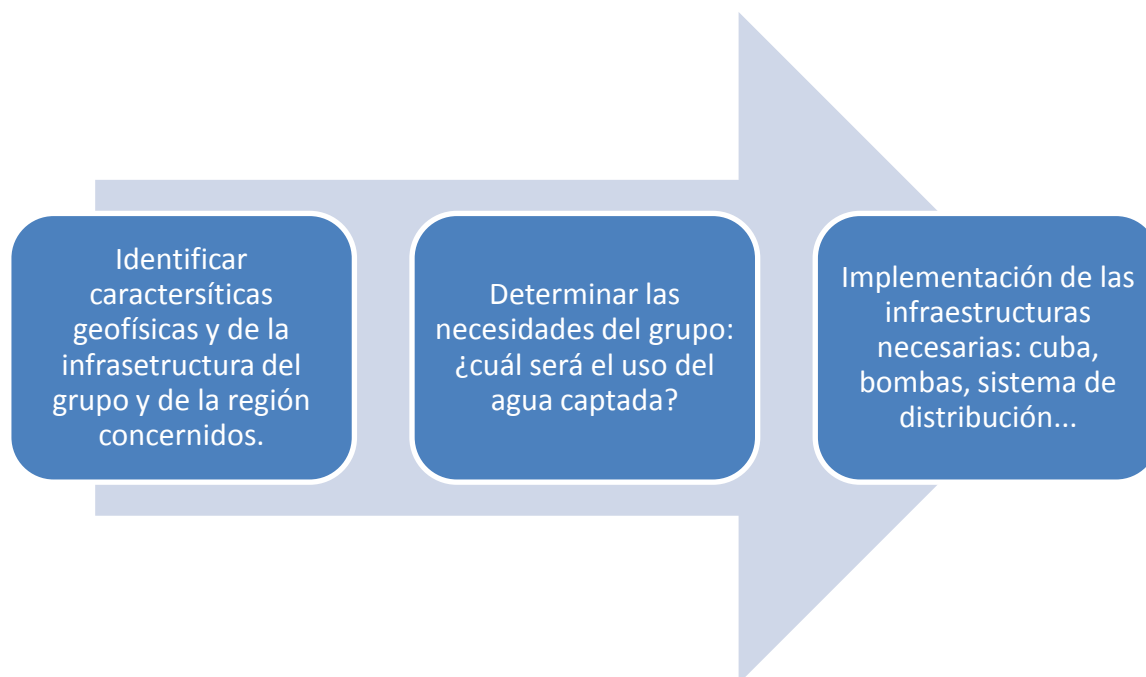 Identificar
caractersíticas
geofísicas y de la
infrasetructura del
grupo y de la región
concernidos.
Determinar las
necesidades del grupo:
¿cuál será el uso del
agua captada?
Implementación de las
infraestructuras
necesarias: cuba,
bombas, sistema de
distribución...